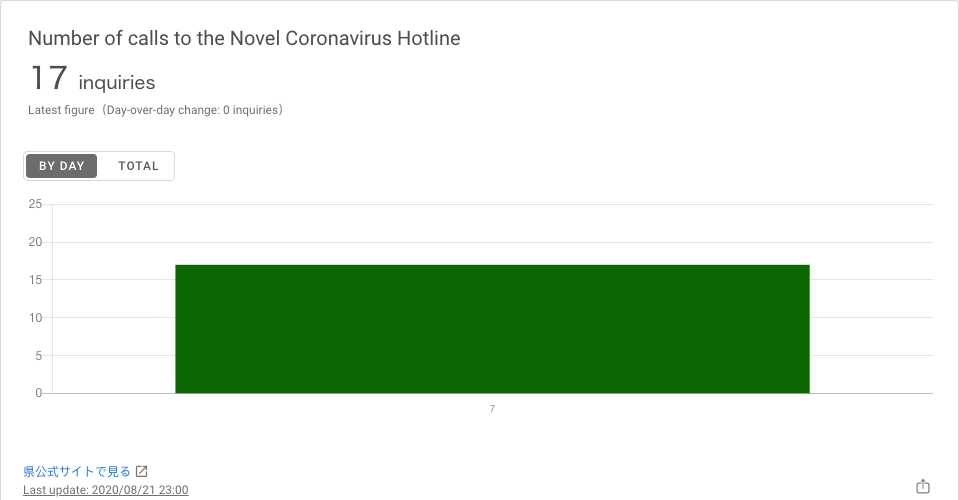 Number of calls to the Novel Coronavirus Hotline
17 inquiries
Latest figure（Day-over-day change: 0 inquiries）
BY DAY TOTAL
25
20
15
10
5
0
7
県公式サイトで見る
Last update: 2020/08/21 23:00